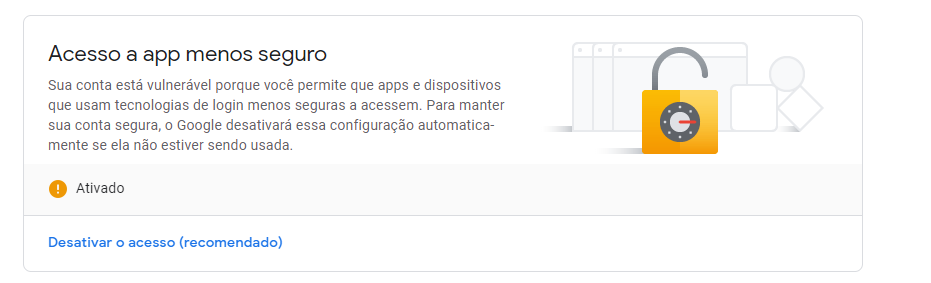 Acesso a app menos seguro
Sua conta está vulnerável porque você permite que apps e dispositivos
que usam tecnologias de login menos seguras a acessem. Para manter
sua conta segura, o Google desativará essa configuração automatica-
mente se ela não estiver sendo usada.
Ativado
Desativar o acesso (recomendado)